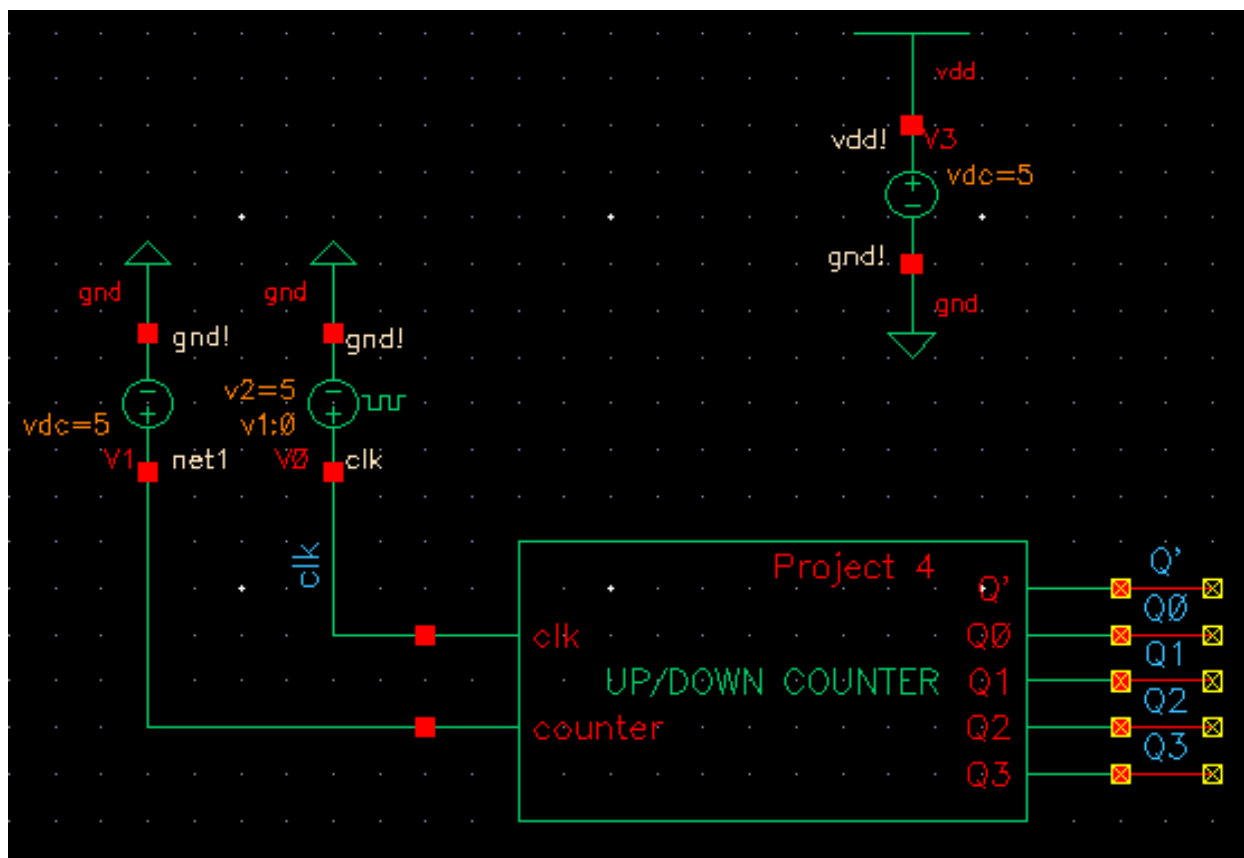 vdd
vdd! V3
vdc=5
gnd!
gnd
gnd gnd
gnd! gnd!
v2=5
vdc=5 v1:0
V1 net1 V0 clk
clk
Project 4
Q' Q'
clk Q0 Q0
UP/DOWN COUNTER Q1 Q1
counter Q2 Q2
Q3 Q3